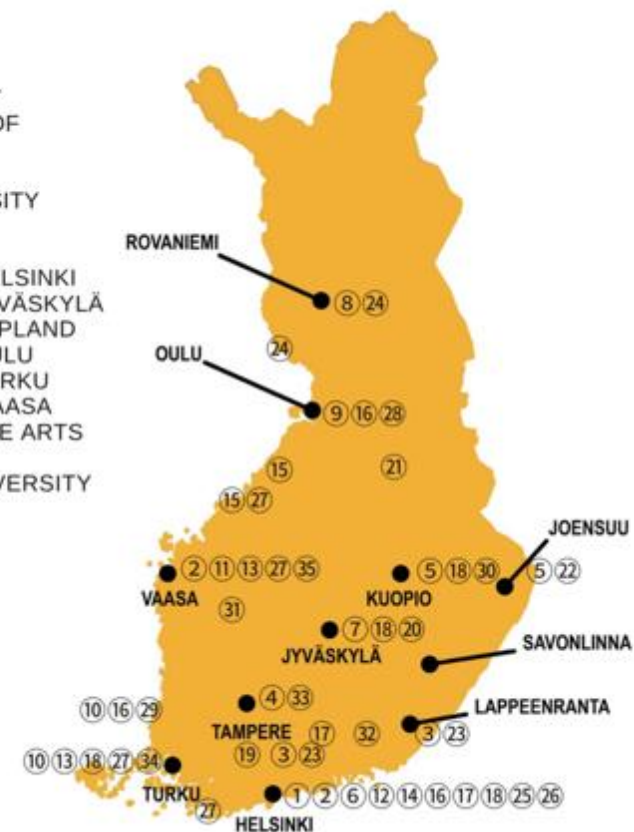 OF
SITY
ELSINKI
VÄSKYLÄ
PLAND
ULU
RKU
AASA
E ARTS
VERSITY
ROVANIEMI
⑧ ㉔
㉔
OULU
⑨ ⑯ ㉘
⑮
㉑
⑮ ㉗
JOENSUU
② ⑪ ⑬ ㉗ ㉟
⑤ ⑱ ㉚
⑤ ㉒
VAASA
KUOPIO
㉛
⑦ ⑱ ⑳
JYVÄSKYLÄ
SAVONLINNA
④ ㉝
LAPPEENRANTA
⑩ ⑯ ㉙
TAMPERE
⑰
㉜
③ ㉓
⑲
③ ㉓
⑩ ⑬ ⑱ ㉗ ㉞
TURKU
㉗
① ② ⑥ ⑫ ⑭ ⑯ ⑰ ⑱ ㉕ ㉖
HELSINKI